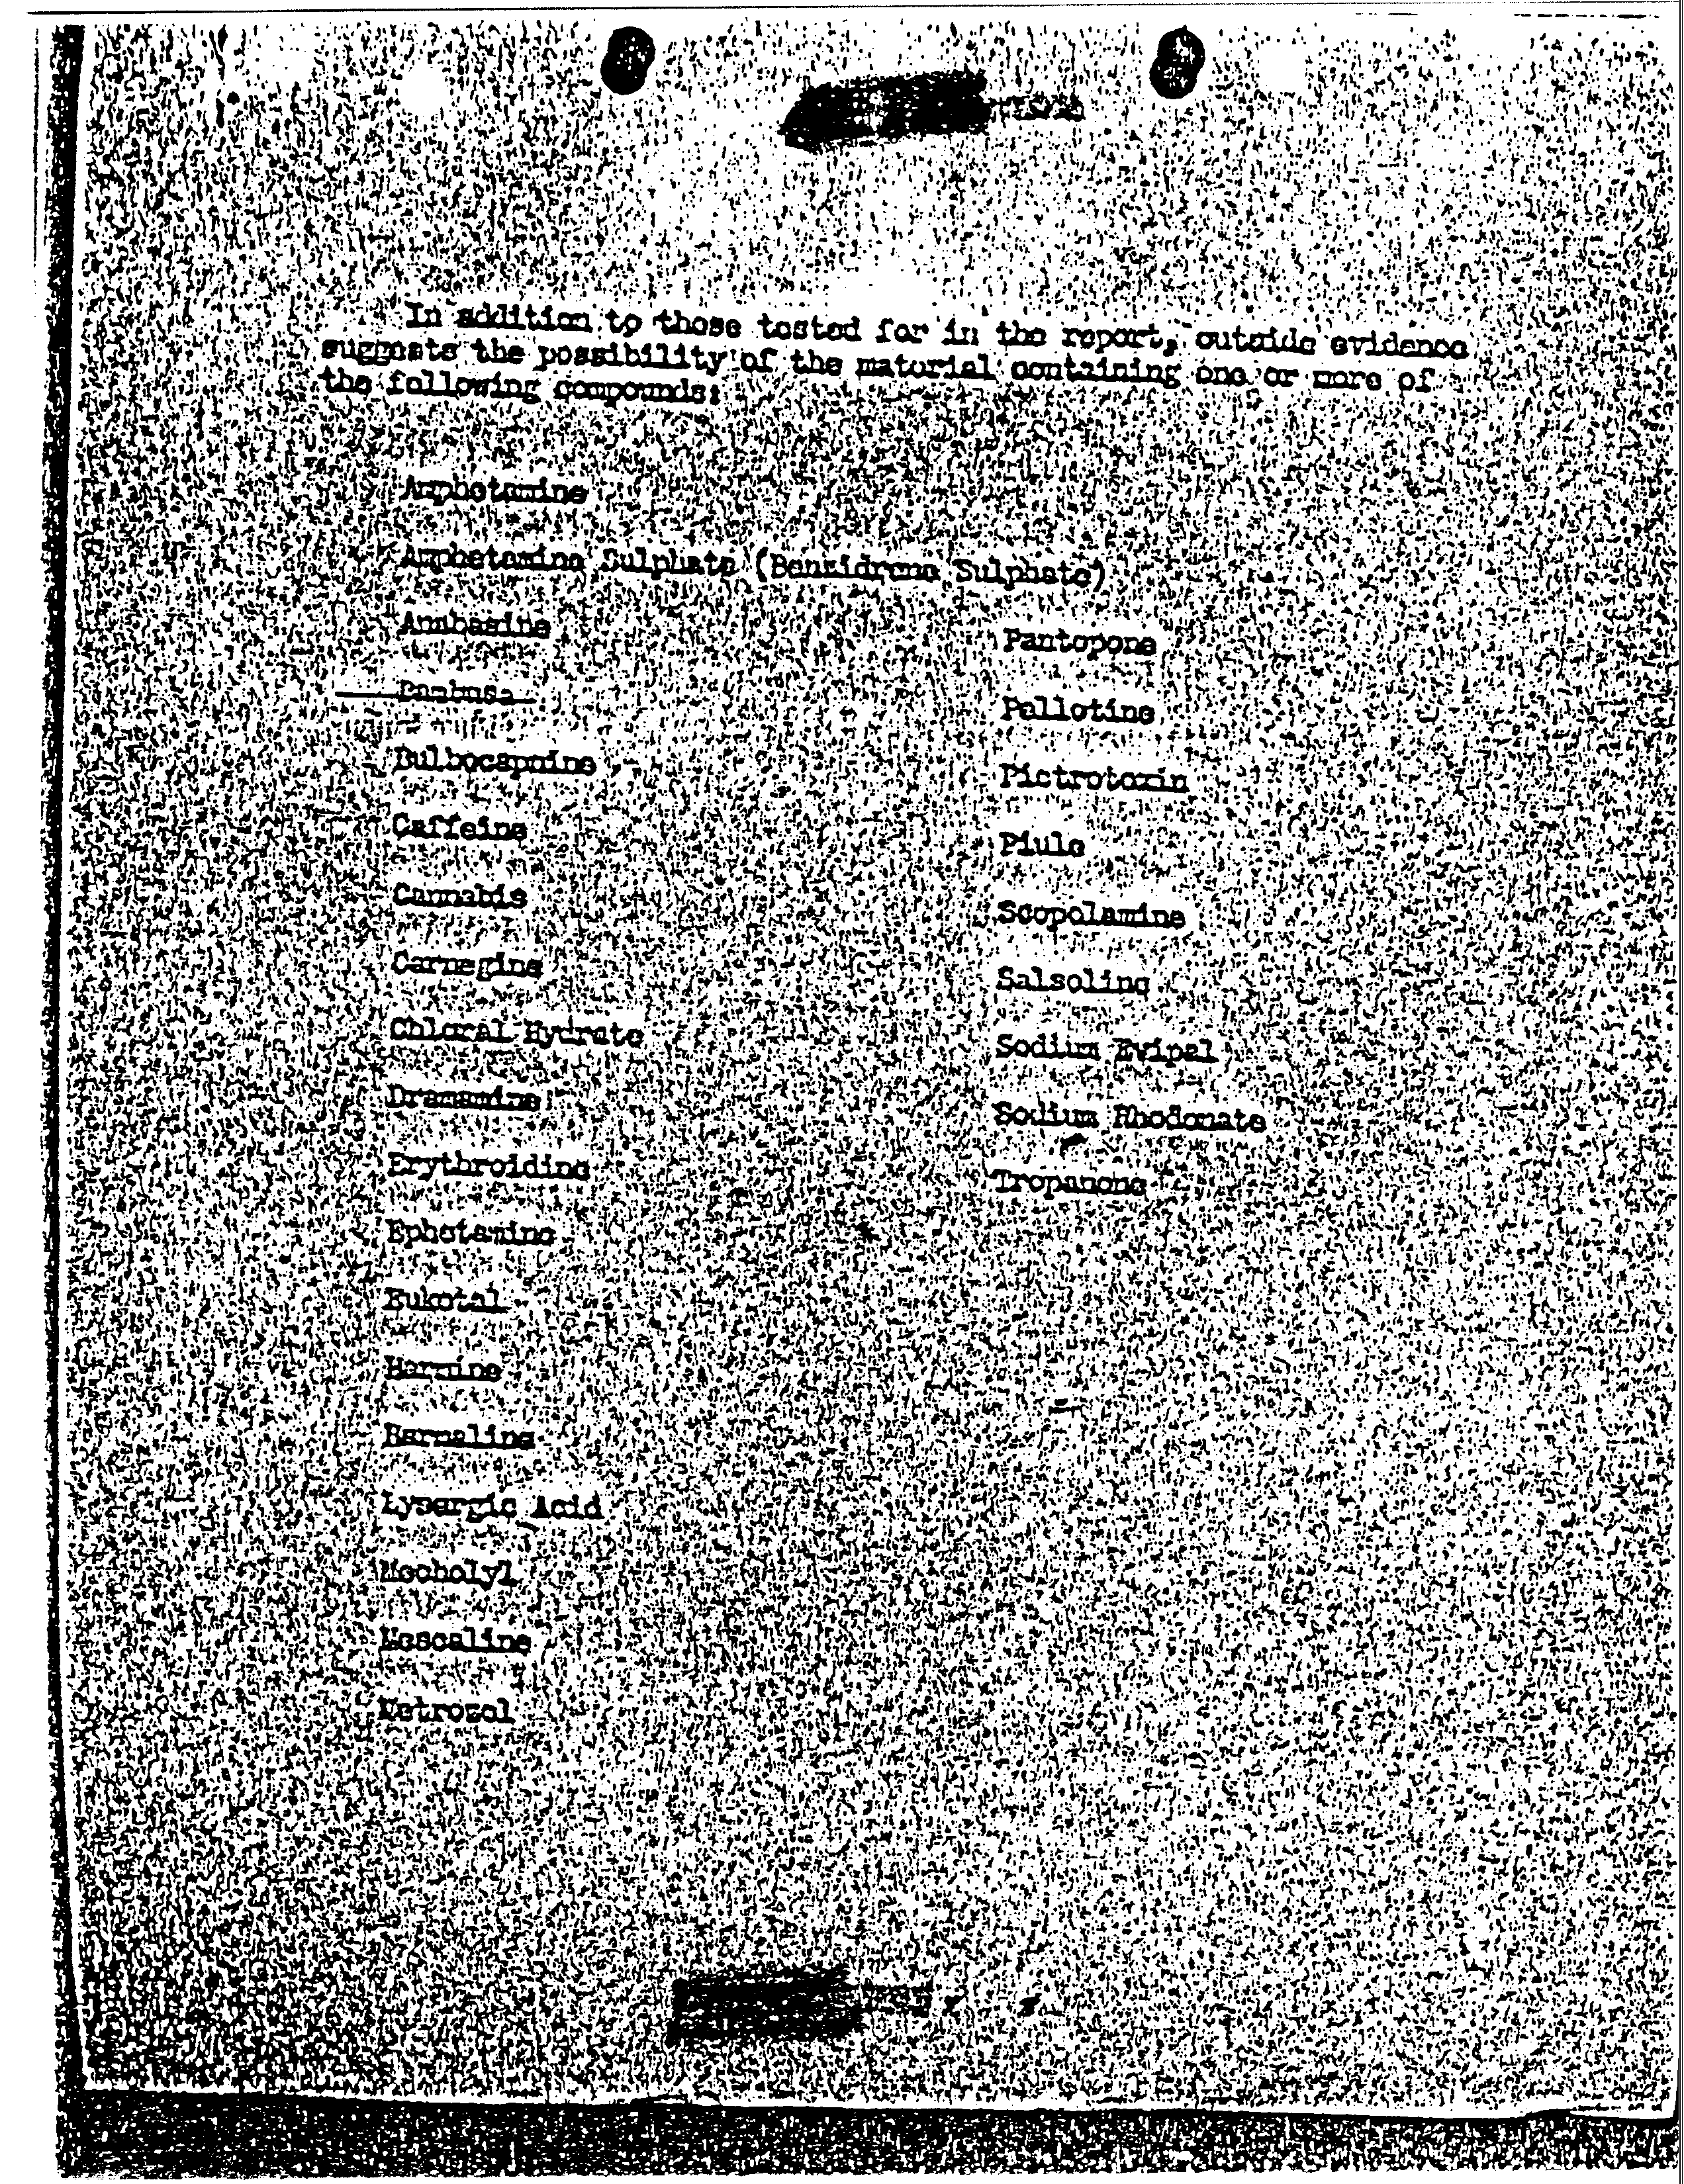 In addition to those tested for in the report, outside evidence
suggests the possibility of the material containing one or more of
the following compounds:
Amphetamine
Amphetamine Sulphate (Benzidrene Sulphate)
Anabasine
Bambusa
Bulbocapnine
Caffeine
Cannabis
Carnegine
Chloral Hydrate
Dramamine
Erythroidine
Ephetamine
Eukotal
Harmine
Harmaline
Lysergic Acid
Mecholyl
Mescaline
Metrozol
Pantopone
Pellotine
Pictrotoxin
Piule
Scopolamine
Salsoline
Sodium Evipal
Sodium Rhodonate
Tropanone